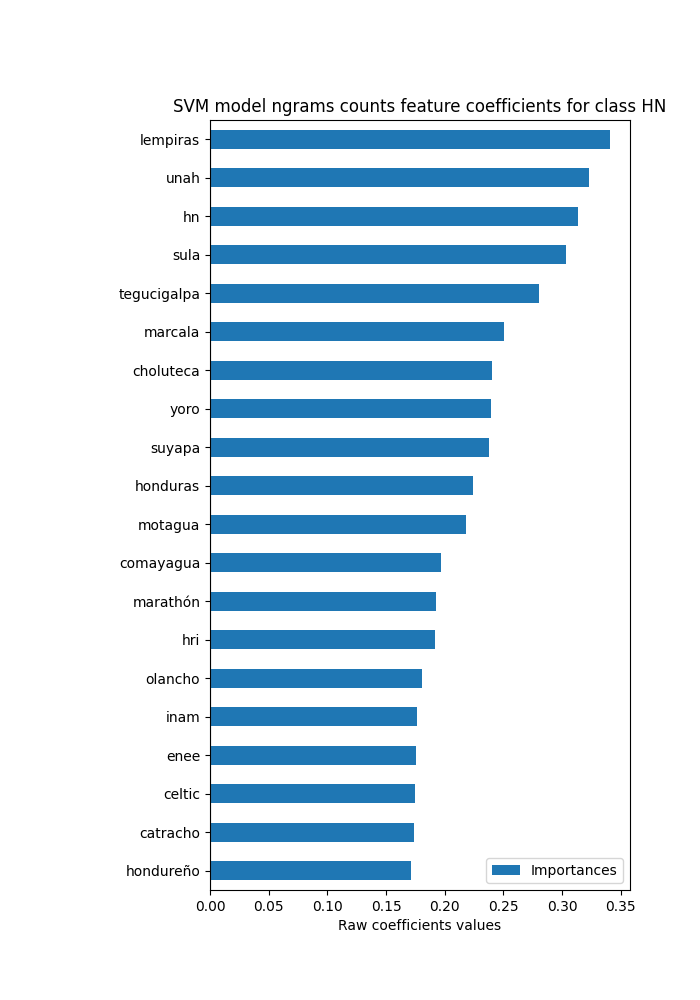 SVM model ngrams counts feature coefficients for class HN
lempiras
unah
hn
sula
tegucigalpa
marcala
choluteca
yoro
suyapa
honduras
motagua
comayagua
marathón
hri
olancho
inam
enee
celtic
catracho
hondureño
Importances
0.00 0.05 0.10 0.15 0.20 0.25 0.30 0.35
Raw coefficients values